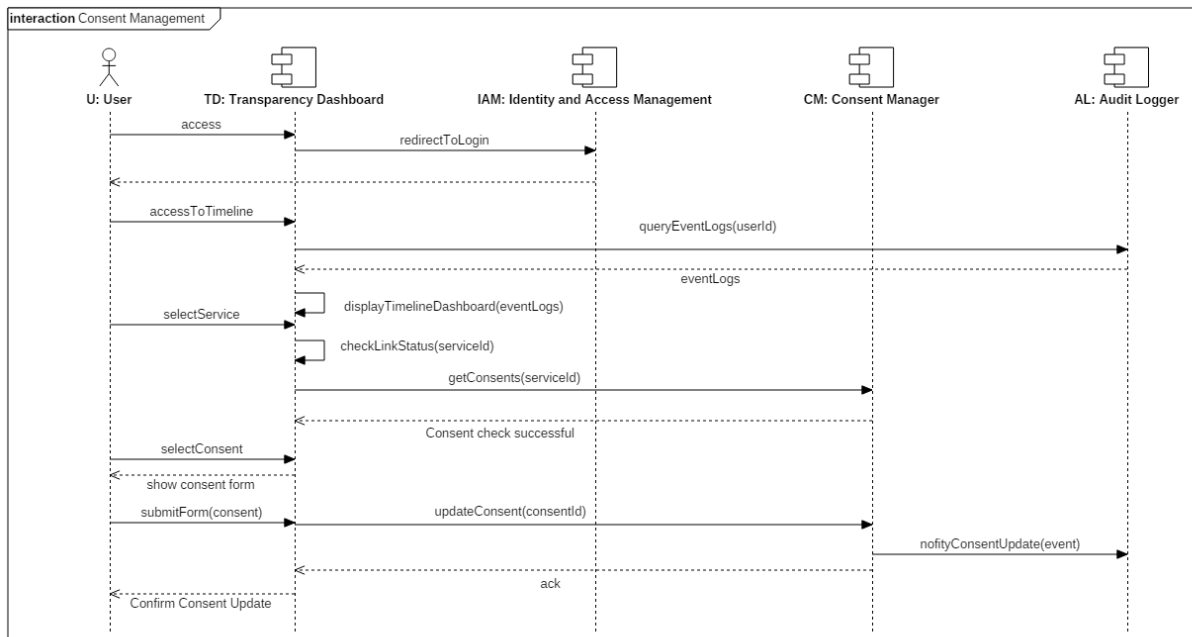 interaction Consent Management
U: User
TD: Transparency Dashboard
IAM: Identity and Access Management
CM: Consent Manager
AL: Audit Logger
access
redirectToLogin
accessToTimeline
queryEventLogs(userId)
eventLogs
displayTimelineDashboard(eventLogs)
selectService
checkLinkStatus(serviceId)
getConsents(serviceId)
Consent check successful
selectConsent
show consent form
submitForm(consent)
updateConsent(consentId)
nofityConsentUpdate(event)
ack
Confirm Consent Update